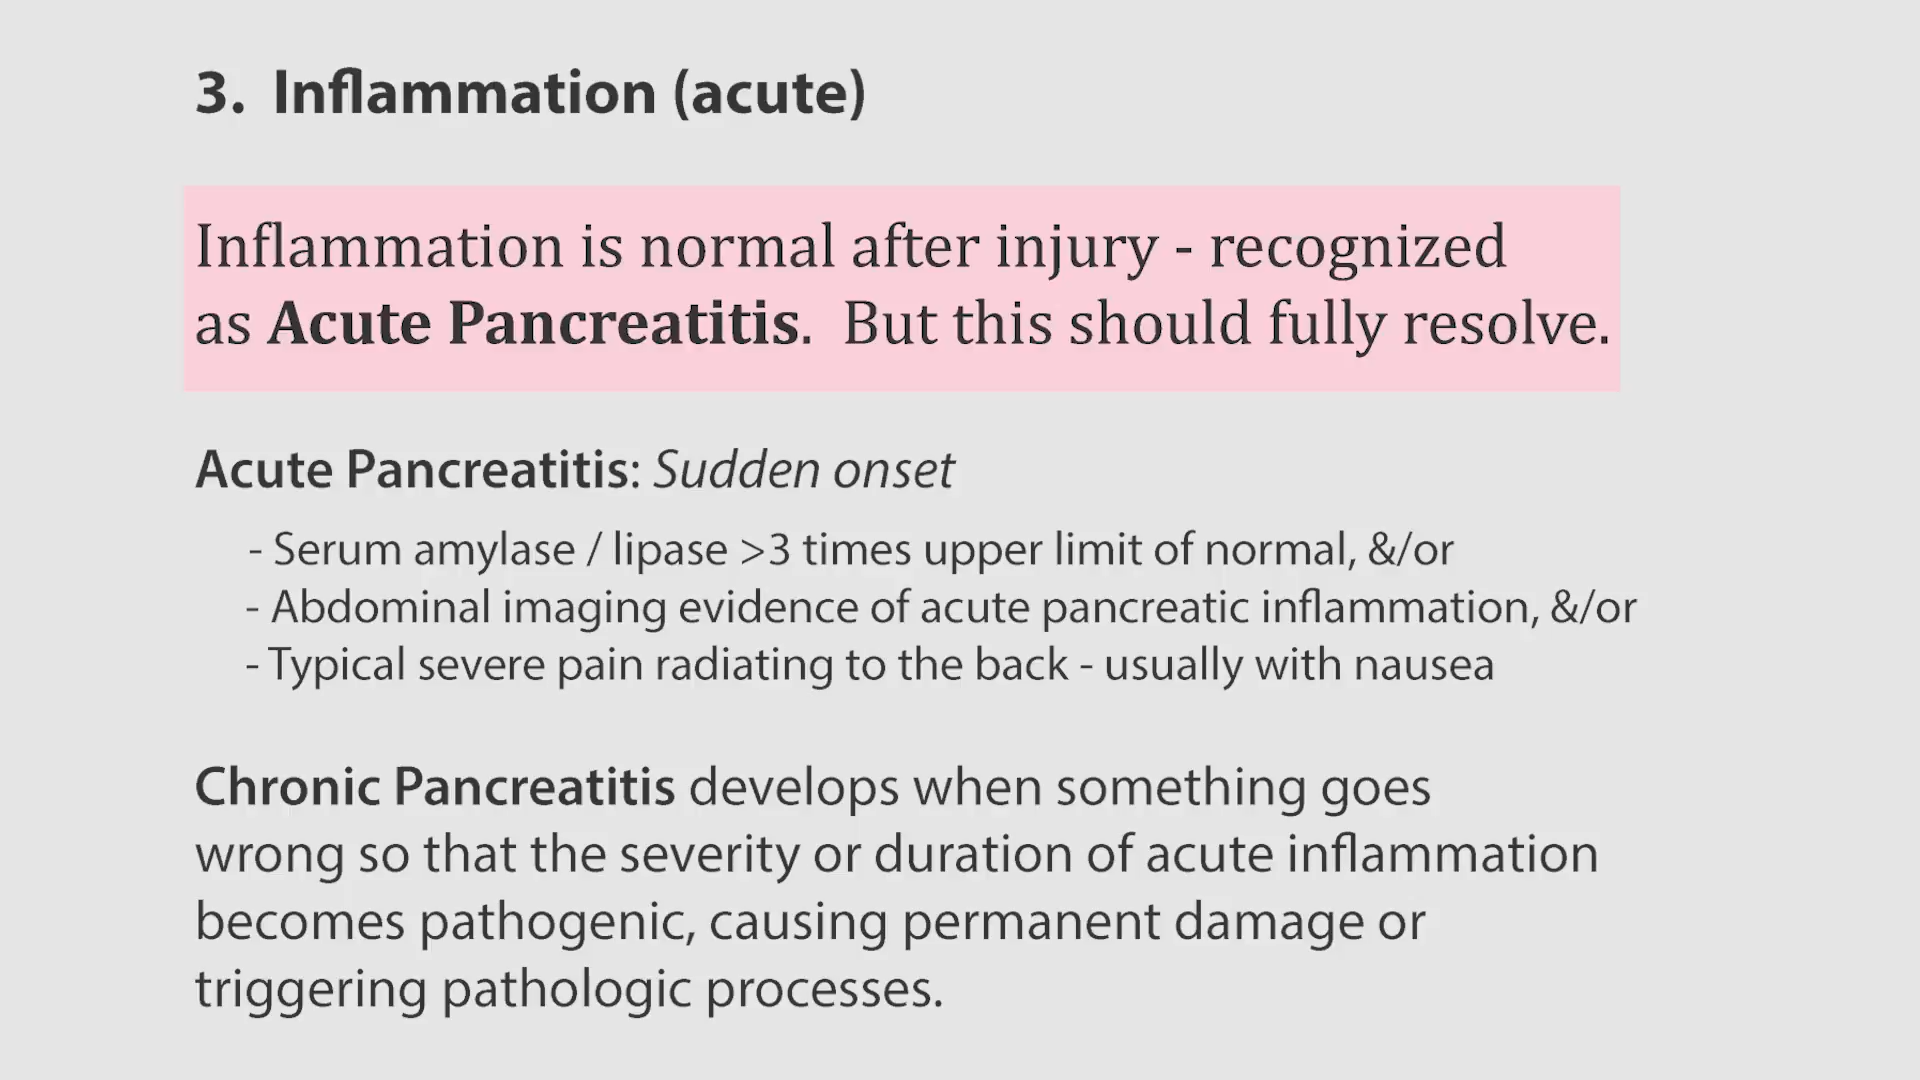 3. Inflammation (acute)
Inflammation is normal after injury - recognized
as Acute Pancreatitis. But this should fully resolve.
Acute Pancreatitis: Sudden onset
- Serum amylase / lipase >3 times upper limit of normal, &/or
- Abdominal imaging evidence of acute pancreatic inflammation, &/or
- Typical severe pain radiating to the back - usually with nausea
Chronic Pancreatitis develops when something goes
wrong so that the severity or duration of acute inflammation
becomes pathogenic, causing permanent damage or
triggering pathologic processes.